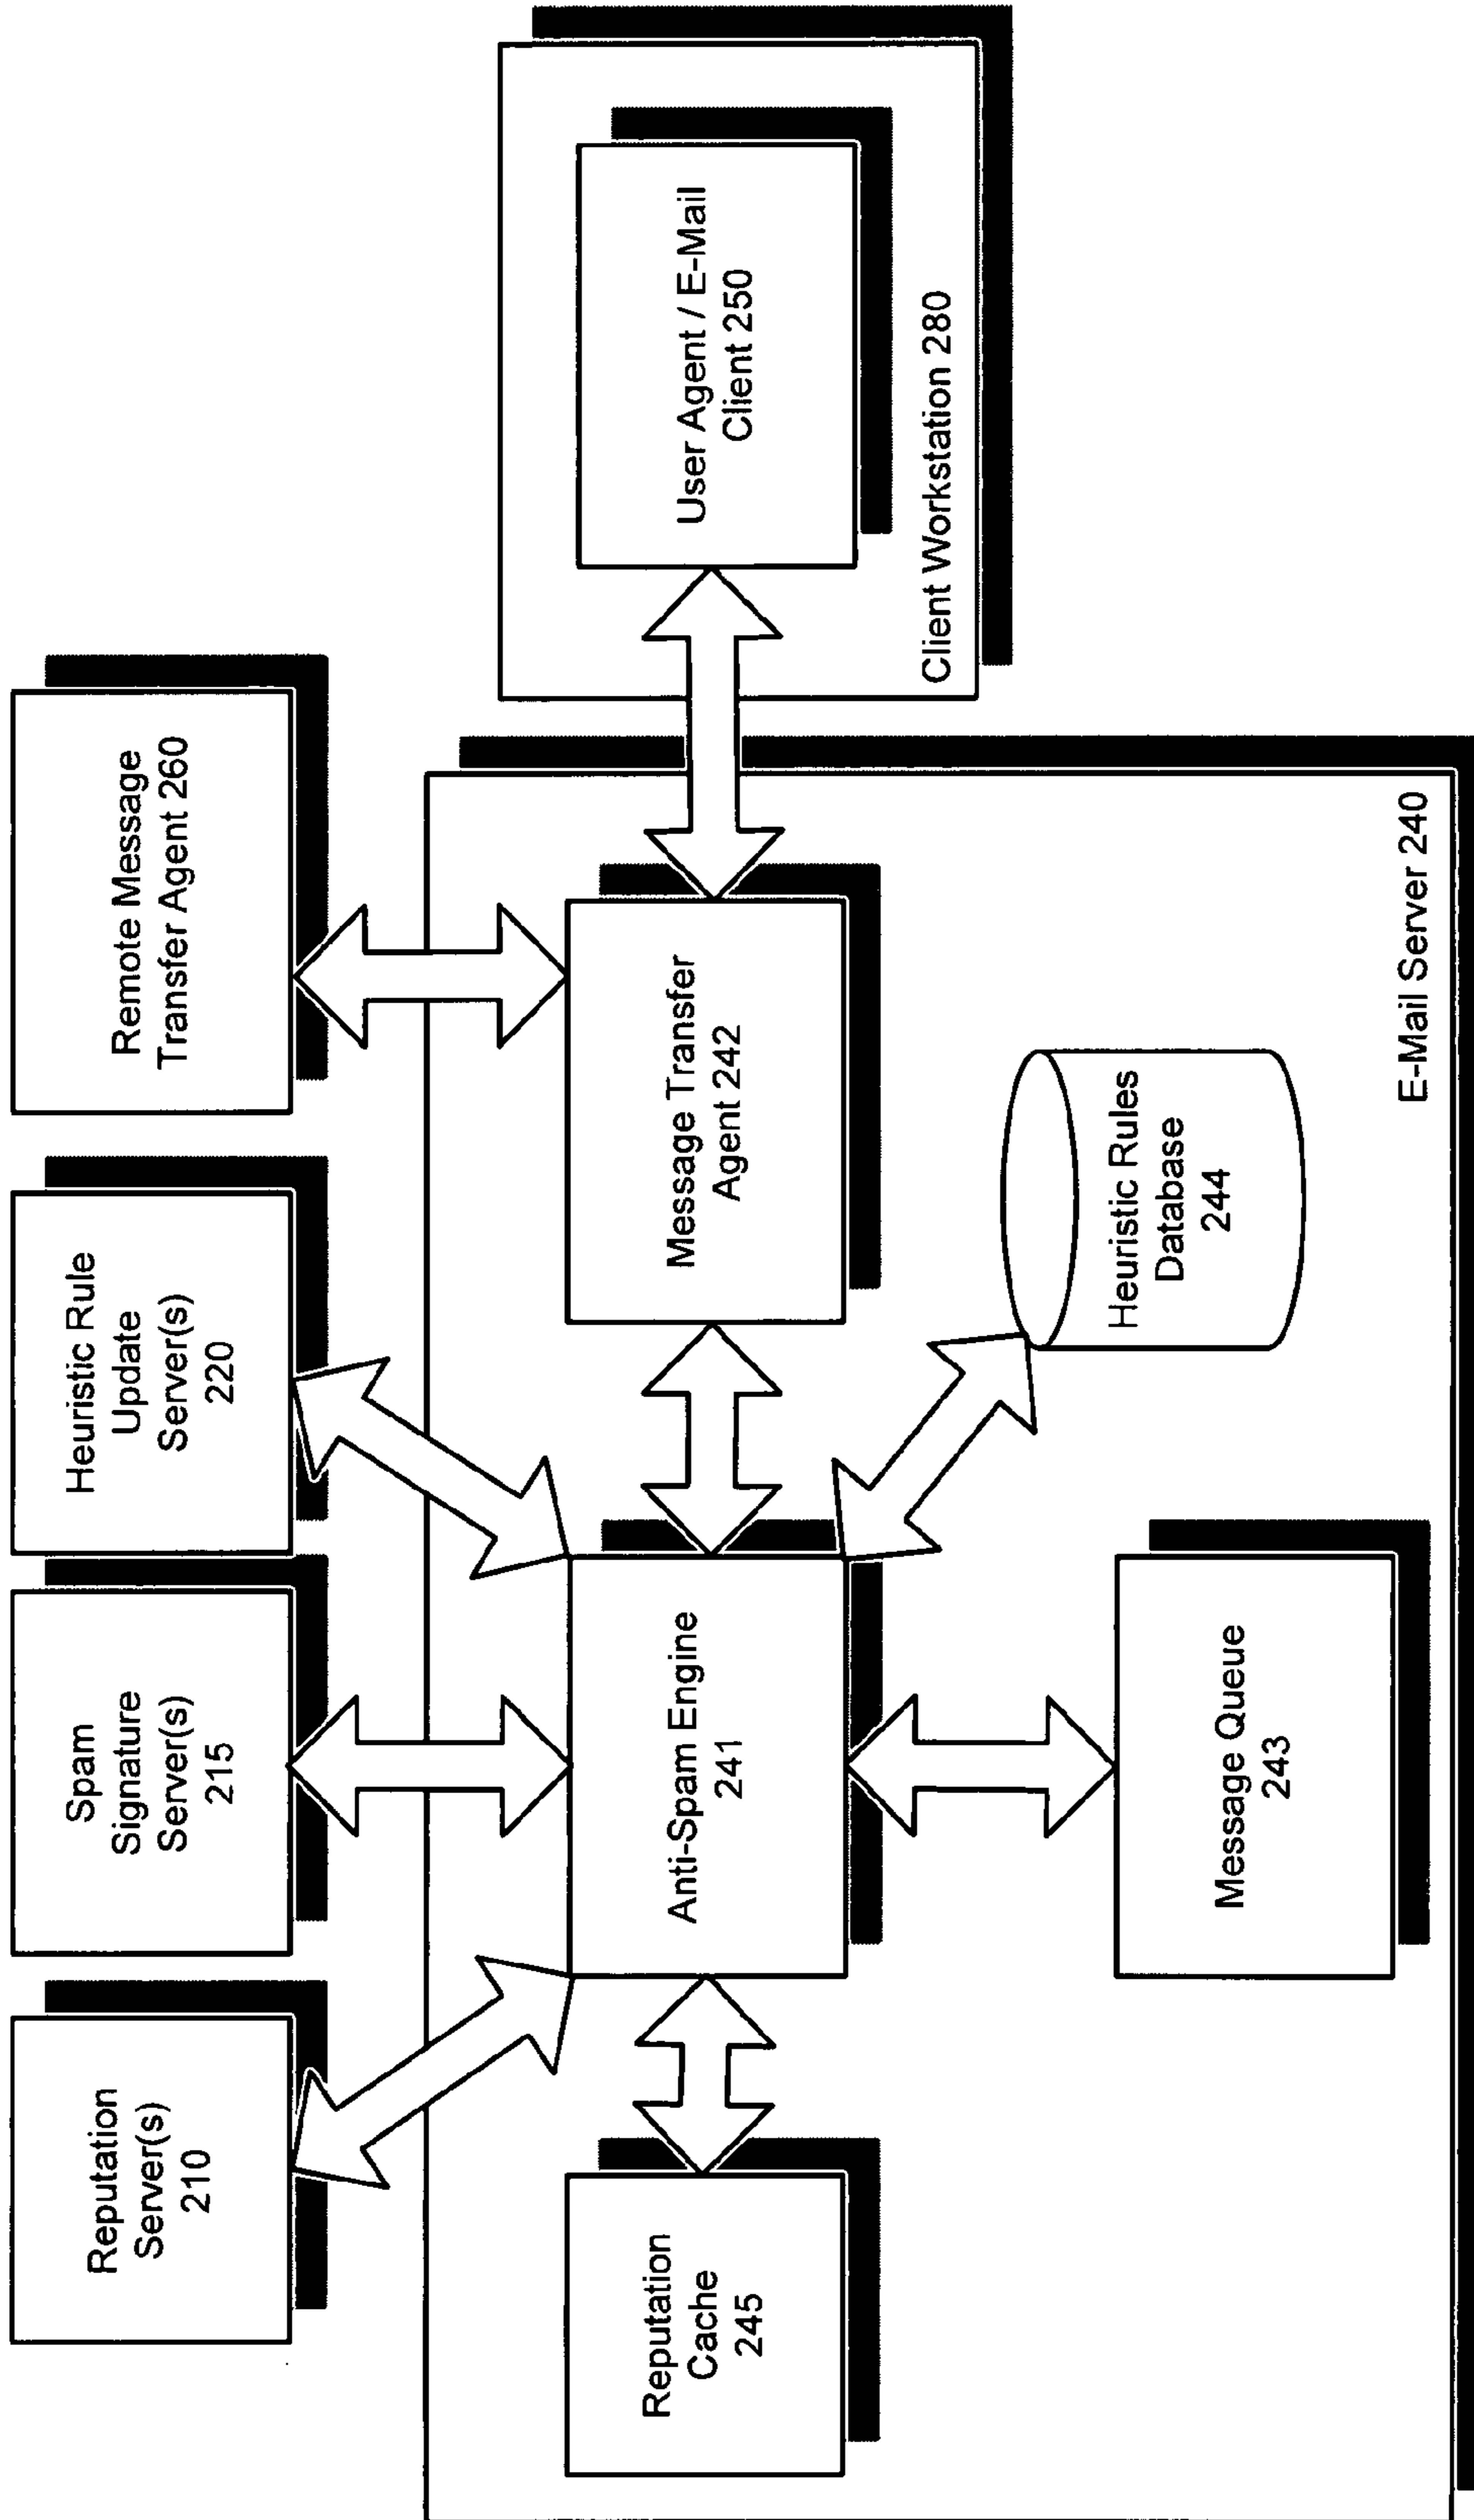 Reputation
Server(s)
210
Spam
Signature
Server(s)
215
Heuristic Rule
Update
Server(s)
220
Remote Message
Transfer Agent 260
Reputation
Cache
245
Anti-Spam Engine
241
Message Transfer
Agent 242
User Agent / E-Mail
Client 250
Client Workstation 280
Message Queue
243
Heuristic Rules
Database
244
E-Mail Server 240